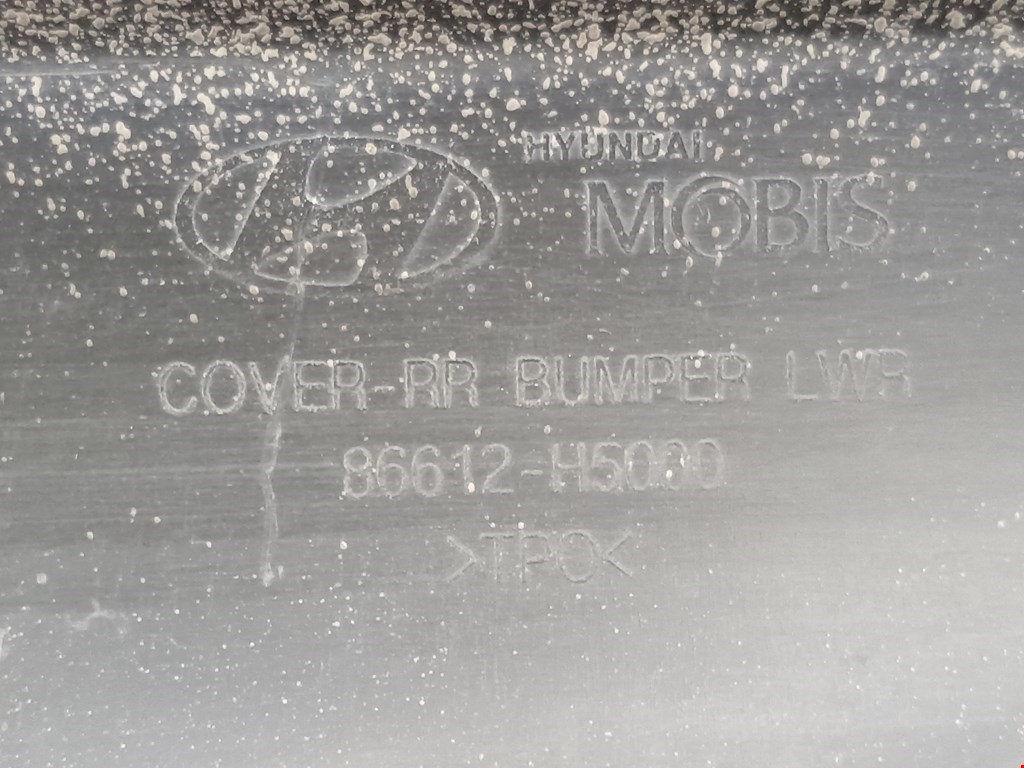 HYUNDAI
MOBIS
COVER-RR BUMPER LWR
86612-H5000
>TPO<